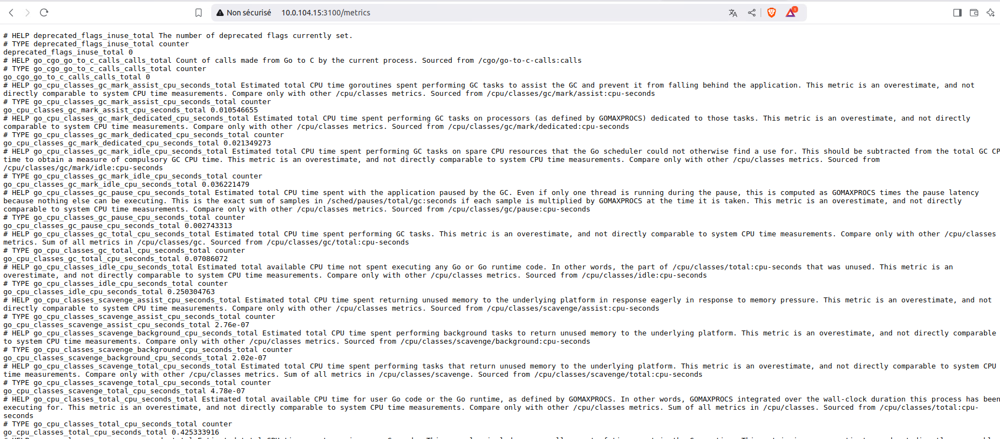 Non sécurisé 10.0.104.15:3100/metrics
1
# HELP deprecated_flags_inuse_total The number of deprecated flags currently set.
# TYPE deprecated_flags_inuse_total counter
deprecated_flags_inuse_total 0
# HELP go_cgo_go_to_c_calls_calls_total Count of calls made from Go to C by the current process. Sourced from /cgo/go-to-c-calls:calls
# TYPE go_cgo_go_to_c_calls_calls_total counter
go_cgo_go_to_c_calls_calls_total 0
# HELP go_cpu_classes_gc_mark_assist_cpu_seconds_total Estimated total CPU time goroutines spent performing GC tasks to assist the GC and prevent it from falling behind the application. This metric is an overestimate, and not
directly comparable to system CPU time measurements. Compare only with other /cpu/classes metrics. Sourced from /cpu/classes/gc/mark/assist:cpu-seconds
# TYPE go_cpu_classes_gc_mark_assist_cpu_seconds_total counter
go_cpu_classes_gc_mark_assist_cpu_seconds_total 0.010546655
# HELP go_cpu_classes_gc_mark_dedicated_cpu_seconds_total Estimated total CPU time spent performing GC tasks on processors (as defined by GOMAXPROCS) dedicated to those tasks. This metric is an overestimate, and not directly
comparable to system CPU time measurements. Compare only with other /cpu/classes metrics. Sourced from /cpu/classes/gc/mark/dedicated:cpu-seconds
# TYPE go_cpu_classes_gc_mark_dedicated_cpu_seconds_total counter
go_cpu_classes_gc_mark_dedicated_cpu_seconds_total 0.021349273
# HELP go_cpu_classes_gc_mark_idle_cpu_seconds_total Estimated total CPU time spent performing GC tasks on spare CPU resources that the Go scheduler could not otherwise find a use for. This should be subtracted from the total GC CP
time to obtain a measure of compulsory GC CPU time. This metric is an overestimate, and not directly comparable to system CPU time measurements. Compare only with other /cpu/classes metrics. Sourced from
/cpu/classes/gc/mark/idle:cpu-seconds
# TYPE go_cpu_classes_gc_mark_idle_cpu_seconds_total counter
go_cpu_classes_gc_mark_idle_cpu_seconds_total 0.036221479
# HELP go_cpu_classes_gc_pause_cpu_seconds_total Estimated total CPU time spent with the application paused by the GC. Even if only one thread is running during the pause, this is computed as GOMAXPROCS times the pause latency
because nothing else can be executing. This is the exact sum of samples in /sched/pauses/total/gc:seconds if each sample is multiplied by GOMAXPROCS at the time it is taken. This metric is an overestimate, and not directly
comparable to system CPU time measurements. Compare only with other /cpu/classes metrics. Sourced from /cpu/classes/gc/pause:cpu-seconds
# TYPE go_cpu_classes_gc_pause_cpu_seconds_total counter
go_cpu_classes_gc_pause_cpu_seconds_total 0.002743313
# HELP go_cpu_classes_gc_total_cpu_seconds_total Estimated total CPU time spent performing GC tasks. This metric is an overestimate, and not directly comparable to system CPU time measurements. Compare only with other /cpu/classes
metrics. Sum of all metrics in /cpu/classes/gc. Sourced from /cpu/classes/gc/total:cpu-seconds
# TYPE go_cpu_classes_gc_total_cpu_seconds_total counter
go_cpu_classes_gc_total_cpu_seconds_total 0.07086072
# HELP go_cpu_classes_idle_cpu_seconds_total Estimated total available CPU time not spent executing any Go or Go runtime code. In other words, the part of /cpu/classes/total:cpu-seconds that was unused. This metric is an
overestimate, and not directly comparable to system CPU time measurements. Compare only with other /cpu/classes metrics. Sourced from /cpu/classes/idle:cpu-seconds
# TYPE go_cpu_classes_idle_cpu_seconds_total counter
go_cpu_classes_idle_cpu_seconds_total 0.250304763
# HELP go_cpu_classes_scavenge_assist_cpu_seconds_total Estimated total CPU time spent returning unused memory to the underlying platform in response eagerly in response to memory pressure. This metric is an overestimate, and not
directly comparable to system CPU time measurements. Compare only with other /cpu/classes metrics. Sourced from /cpu/classes/scavenge/assist:cpu-seconds
# TYPE go_cpu_classes_scavenge_assist_cpu_seconds_total counter
go_cpu_classes_scavenge_assist_cpu_seconds_total 2.76e-07
# HELP go_cpu_classes_scavenge_background_cpu_seconds_total Estimated total CPU time spent performing background tasks to return unused memory to the underlying platform. This metric is an overestimate, and not directly comparable
to system CPU time measurements. Compare only with other /cpu/classes metrics. Sourced from /cpu/classes/scavenge/background:cpu-seconds
# TYPE go_cpu_classes_scavenge_background_cpu_seconds_total counter
go_cpu_classes_scavenge_background_cpu_seconds_total 2.02e-07
# HELP go_cpu_classes_scavenge_total_cpu_seconds_total Estimated total CPU time spent performing tasks that return unused memory to the underlying platform. This metric is an overestimate, and not directly comparable to system CPU
time measurements. Compare only with other /cpu/classes metrics. Sum of all metrics in /cpu/classes/scavenge. Sourced from /cpu/classes/scavenge/total:cpu-seconds
# TYPE go_cpu_classes_scavenge_total_cpu_seconds_total counter
go_cpu_classes_scavenge_total_cpu_seconds_total 4.78e-07
# HELP go_cpu_classes_total_cpu_seconds_total Estimated total available CPU time for user Go code or the Go runtime, as defined by GOMAXPROCS. In other words, GOMAXPROCS integrated over the wall-clock duration this process has been
executing for. This metric is an overestimate, and not directly comparable to system CPU time measurements. Compare only with other /cpu/classes metrics. Sum of all metrics in /cpu/classes. Sourced from /cpu/classes/total:cpu-
seconds
# TYPE go_cpu_classes_total_cpu_seconds_total counter
go_cpu_classes_total_cpu_seconds_total 0.425333916